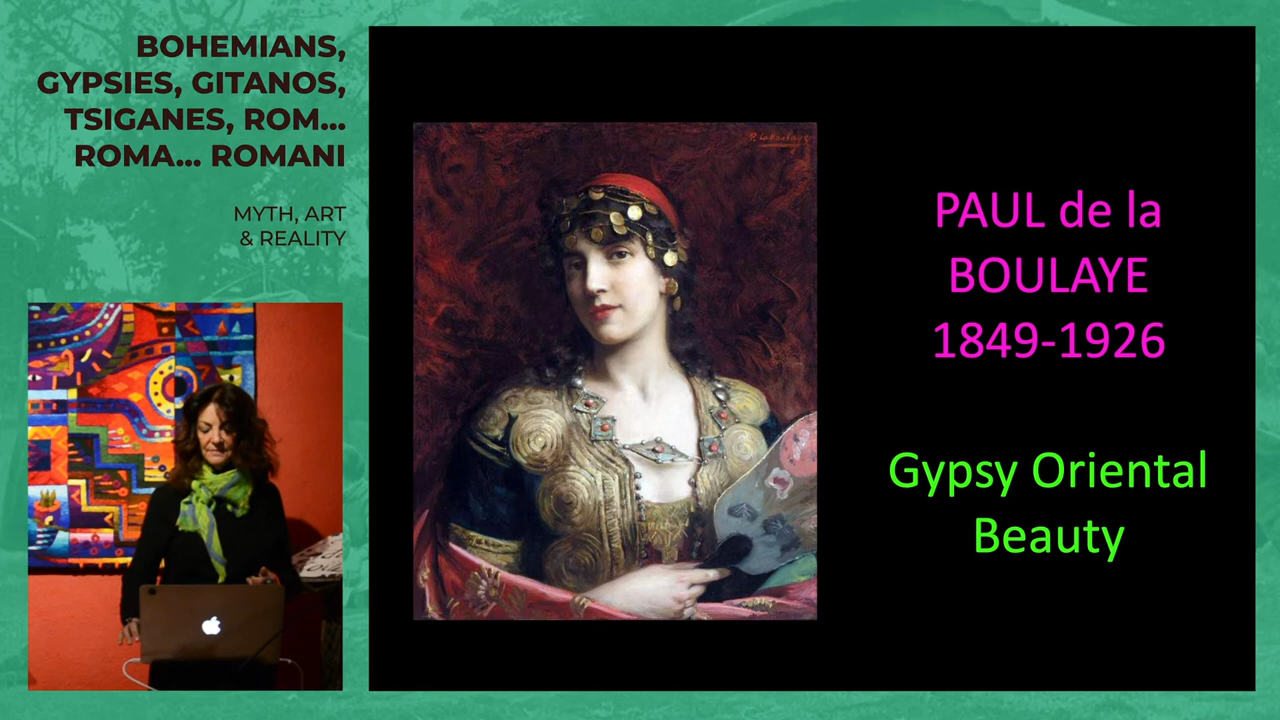 BOHEMIANS,
GYPSIES, GITANOS,
TSIGANES, ROM...
ROMA... ROMANI
MYTH, ART
& REALITY
PAUL de la
BOULAYE
1849-1926
Gypsy Oriental
Beauty